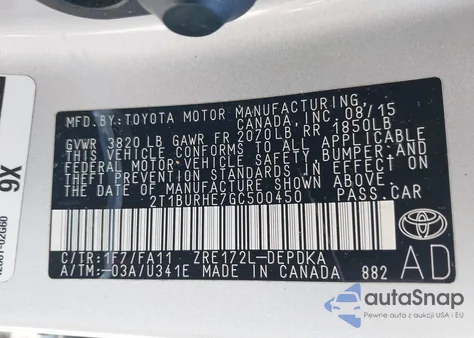 MFD. BY: TOYOTA MOTOR MANUFACTURING,
CANADA, INC. 08/15
GVWR 3820 LB GAWR FR 2070LB, RR 1850LB
THIS VEHICLE CONFORMS TO ALL APPLICABLE
FEDERAL MOTOR VEHICLE SAFETY, BUMPER AND
THEFT PREVENTION STANDARDS IN EFFECT ON
THE DATE OF MANUFACTURE SHOWN ABOVE.
2T1BURHE7GC500450 PASS. CAR
C/TR: 1F7/FA11 ZRE172L-DEPDKA
A/TM: -03A/U341E MADE IN CANADA 882
AD
TOYOTA
9X
autaSnap
Pewne auta z aukcji USA i EU